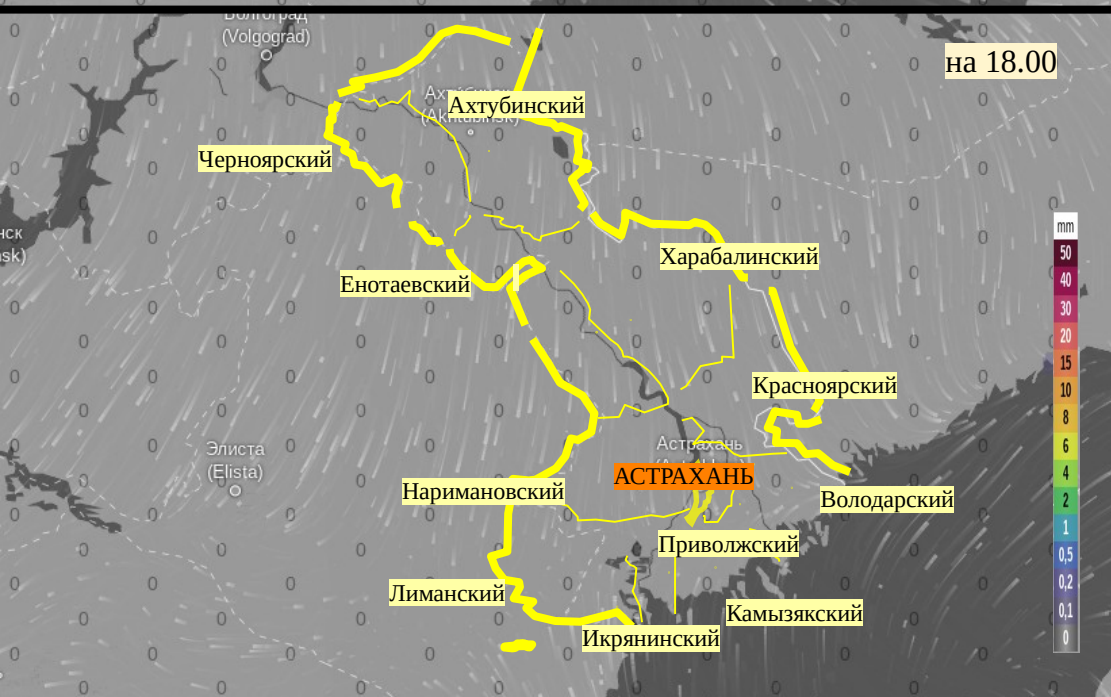 Волгоград
(Volgograd)
на 18.00
Ахтубинский
(Akhtubinsk)
Черноярский
нск
sk)
mm
50
Харабалинский
40
Енотаевский
30
20
15
Красноярский
10
8
Элиста
(Elista)
Астрахань
6
АСТРАХАНЬ
4
Наримановский
Володарский
2
1
Приволжский
0,5
Лиманский
0,2
Камызякский
0,1
Икрянинский
0